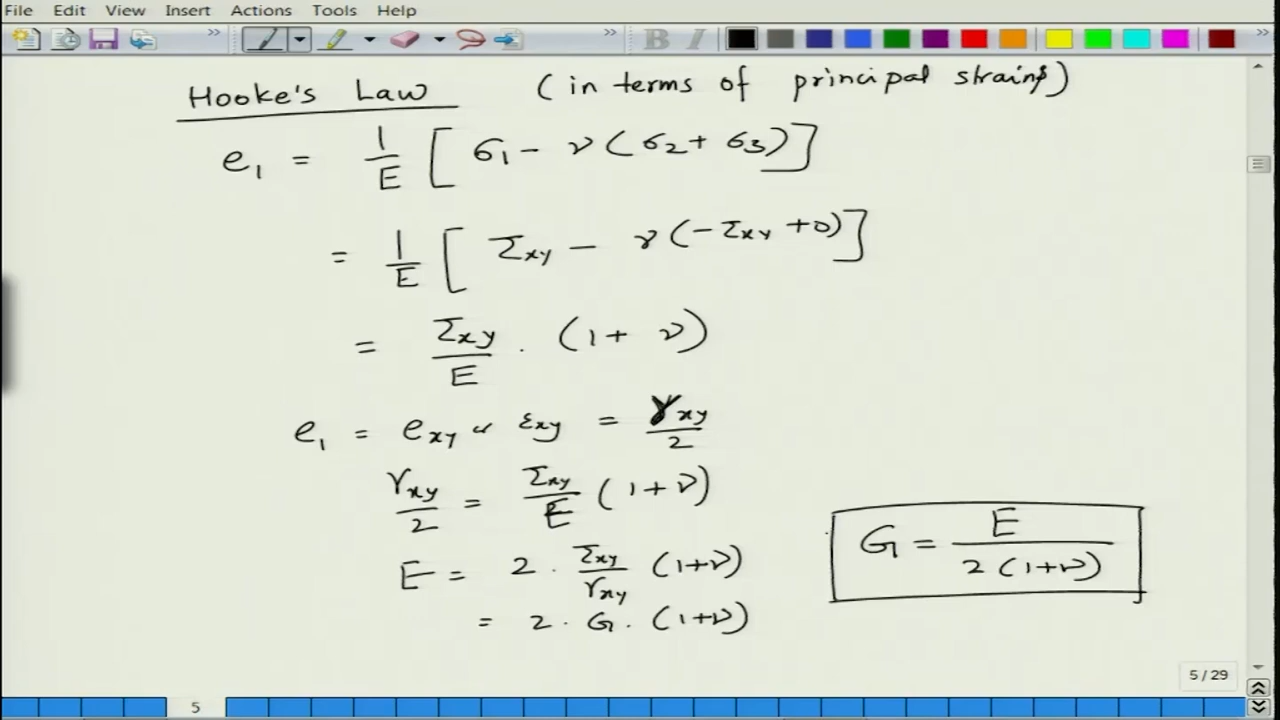 File Edit View Insert Actions Tools Help
Hooke's Law (in terms of principal strains)
e₁ = 1/E [ σ₁ - ν (σ₂ + σ₃) ]
= 1/E [ τxy - ν (- τxy + 0) ]
= τxy/E . (1 + ν)
e₁ = exy or εxy = γxy/2
γxy/2 = τxy/E (1+ν)
E = 2 . τxy/γxy (1+ν)
= 2 . G . (1+ν)
G = E/2(1+ν)
5 / 29
5